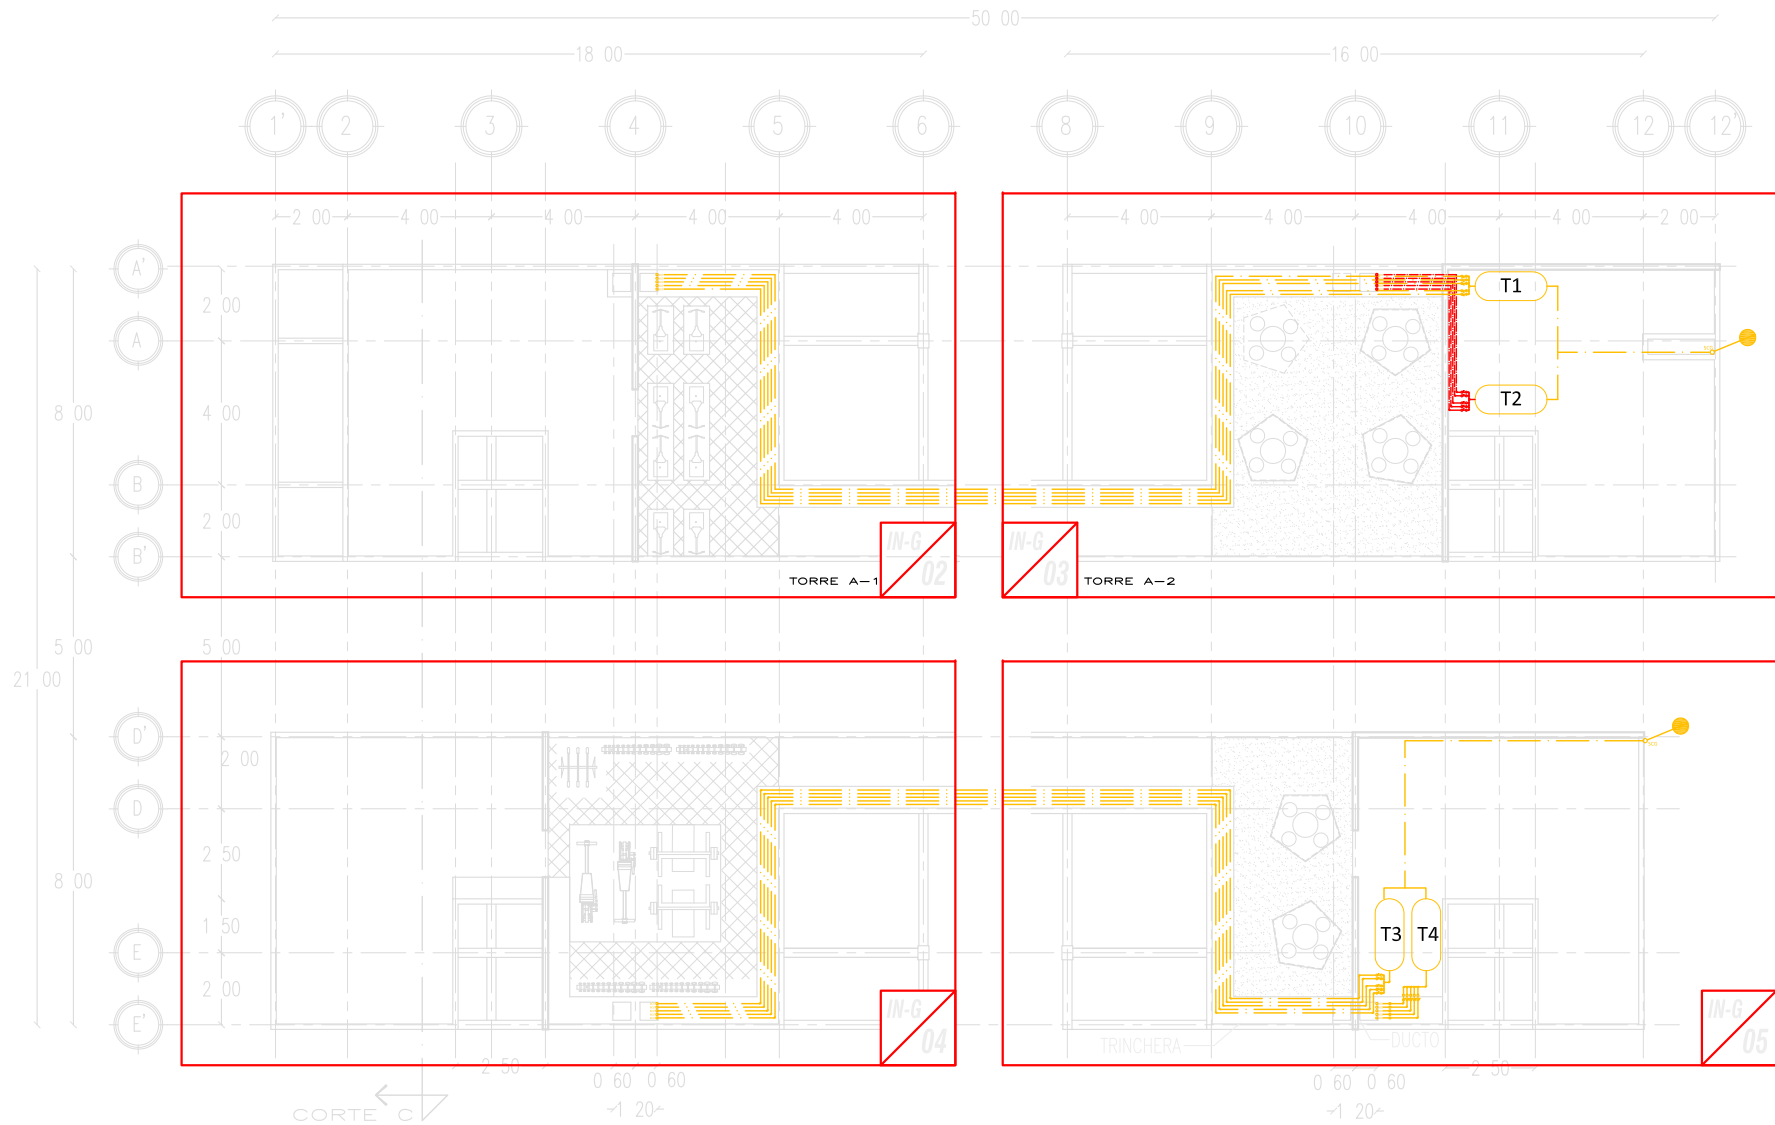 50 00
18 00 16 00
1' 2 3 4 5 6 8 9 10 11 12 12'
2 00 4 00 4 00 4 00 4 00 4 00 4 00 4 00 4 00 2 00
A'
T1
2 00
A
T2
8 00 4 00
B
2 00
IN-G IN-G
B'
02 03
TORRE A-1 TORRE A-2
5 00 5 00
21 00
D'
2 00
D
2 50
8 00
1 50
T3 T4
E
2 00
IN-G IN-G
E'
04 05
TRINCHERA DUCTO
2 50 0 60 0 60 0 60 0 60 2 50
1 20 1 20
CORTE C